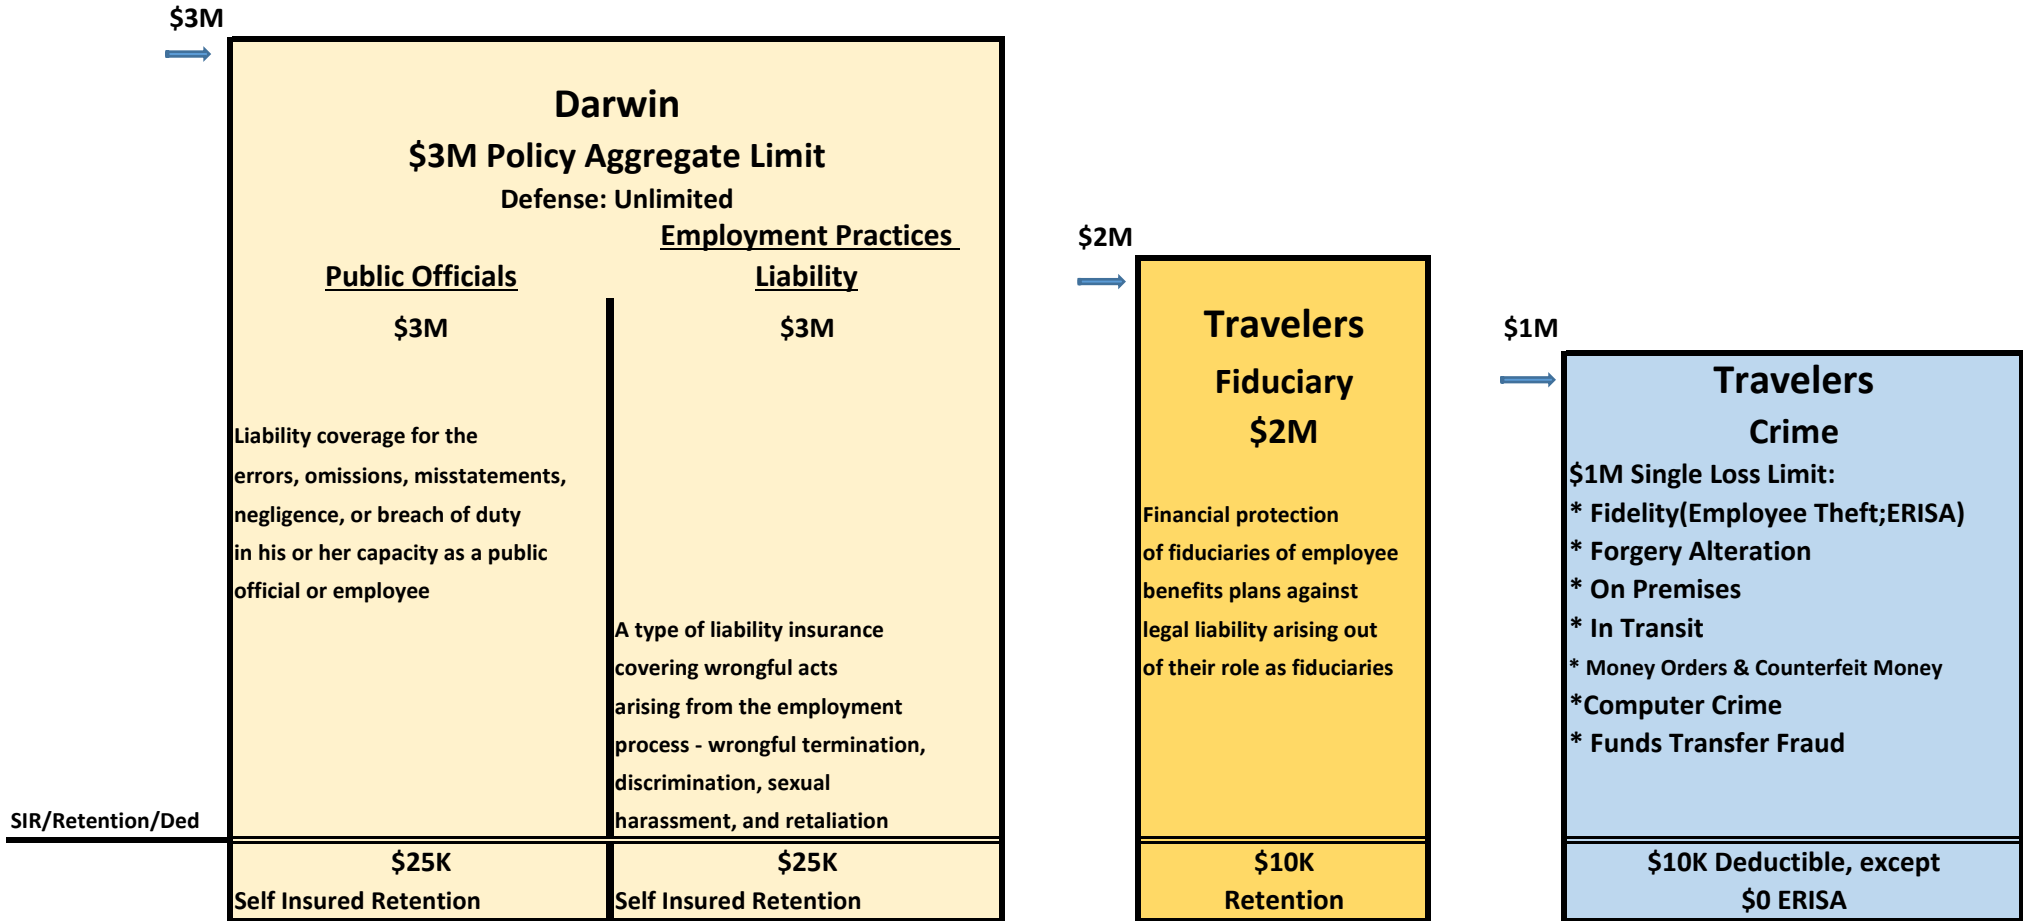 $3M
Darwin
$3M Policy Aggregate Limit
Defense: Unlimited
Public Officials
$3M
Liability coverage for the
errors, omissions, misstatements,
negligence, or breach of duty
in his or her capacity as a public
official or employee
Employment Practices
Liability
$3M
A type of liability insurance
covering wrongful acts
arising from the employment
process - wrongful termination,
discrimination, sexual
harassment, and retaliation
$2M
Travelers
Fiduciary
$2M
Financial protection
of fiduciaries of employee
benefits plans against
legal liability arising out
of their role as fiduciaries
$1M
Travelers
Crime
$1M Single Loss Limit:
* Fidelity(Employee Theft;ERISA)
* Forgery Alteration
* On Premises
* In Transit
* Money Orders & Counterfeit Money
*Computer Crime
* Funds Transfer Fraud
SIR/Retention/Ded
$25K
Self Insured Retention
$25K
Self Insured Retention
$10K
Retention
$10K Deductible, except
$0 ERISA